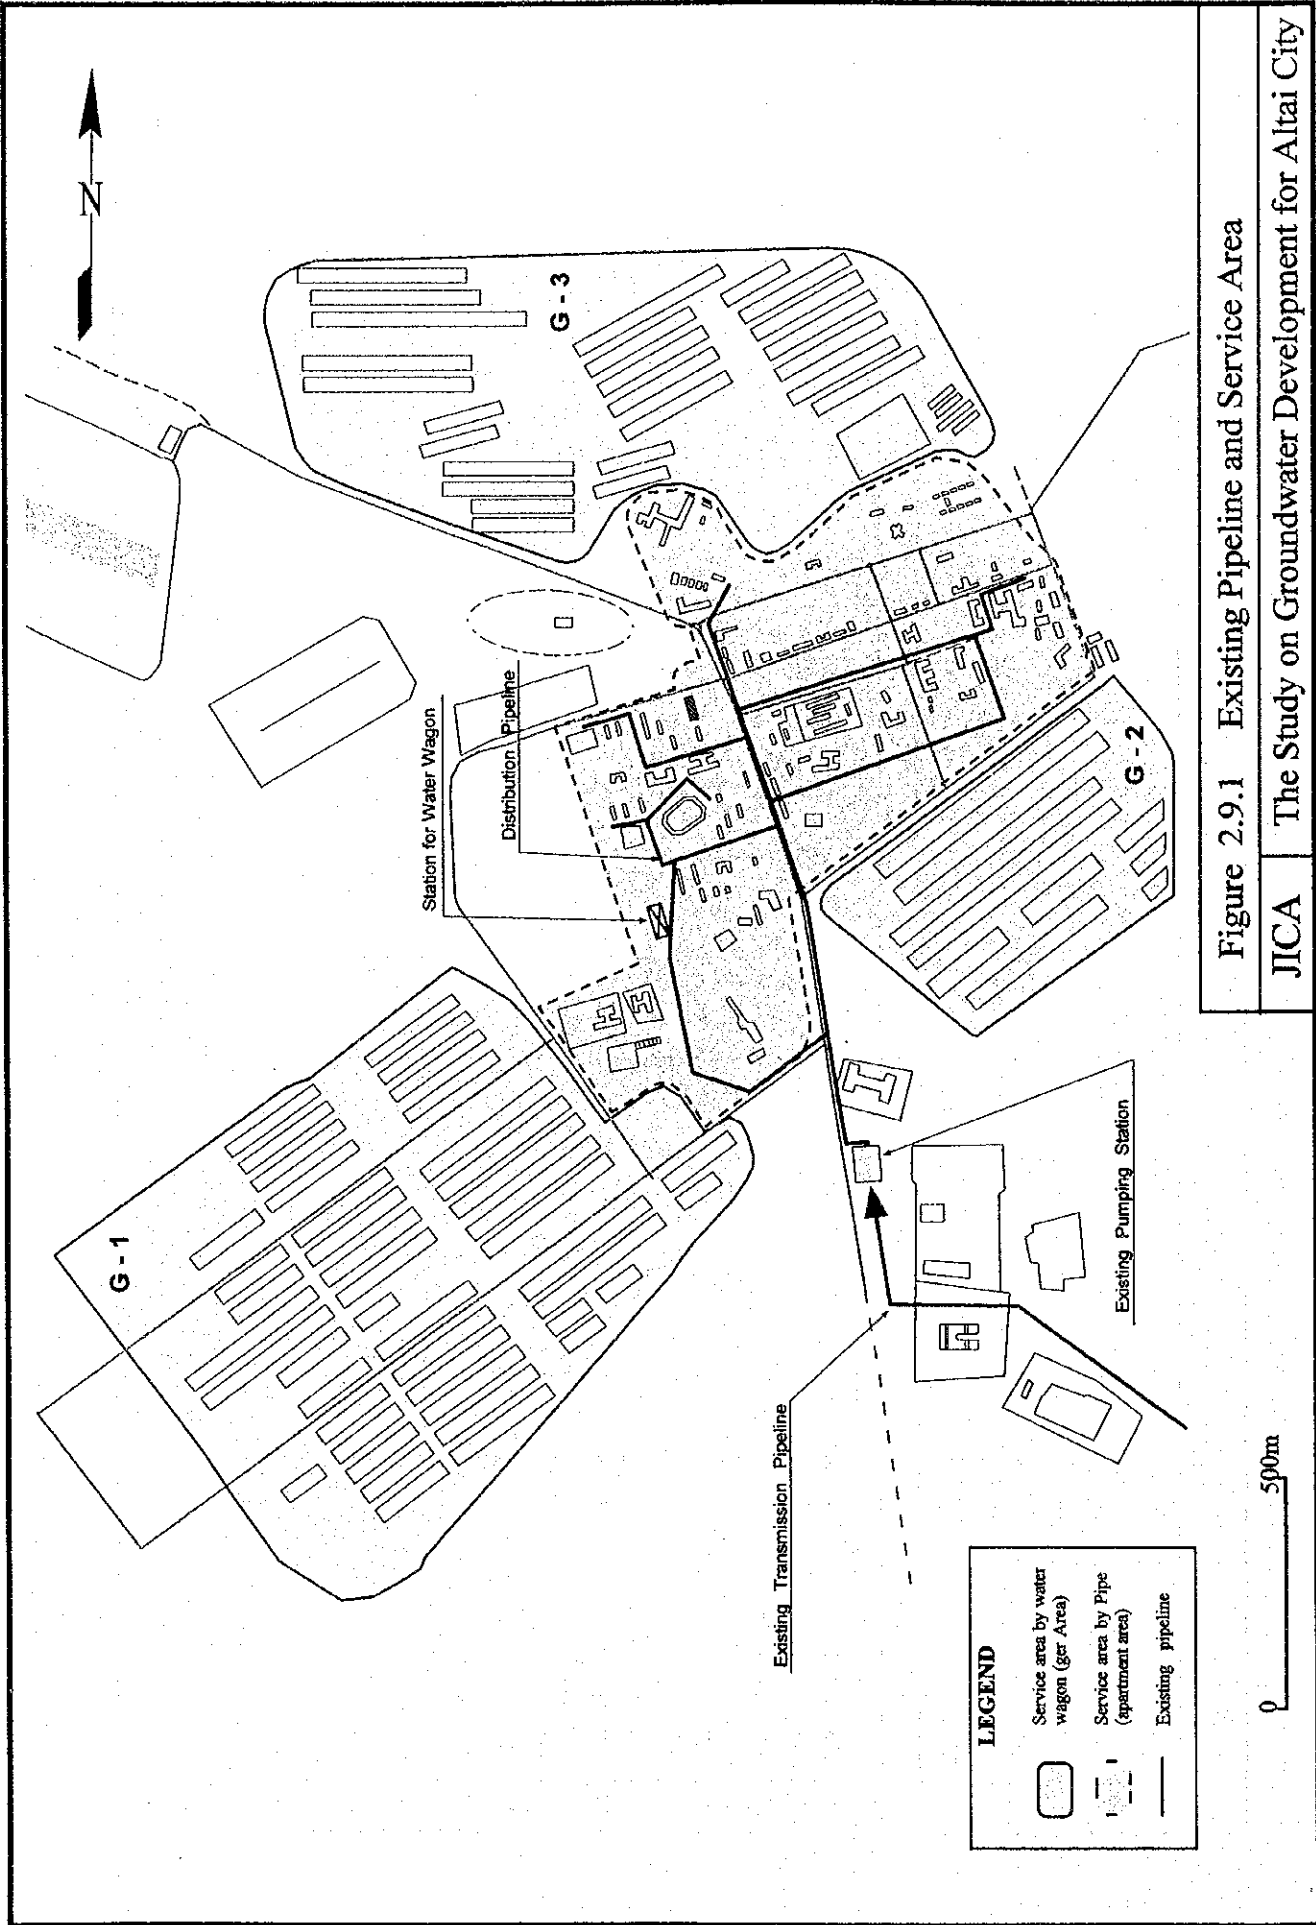 N
G - 3
Station for Water Wagon
Distribution Pipeline
G - 1
G - 2
Existing Transmission Pipeline
Existing Pumping Station
LEGEND
Service area by water
wagon (ger Area)
Service area by Pipe
(apartment area)
Existing pipeline
0 500m
Figure 2.9.1 Existing Pipeline and Service Area
JICA The Study on Groundwater Development for Altai City